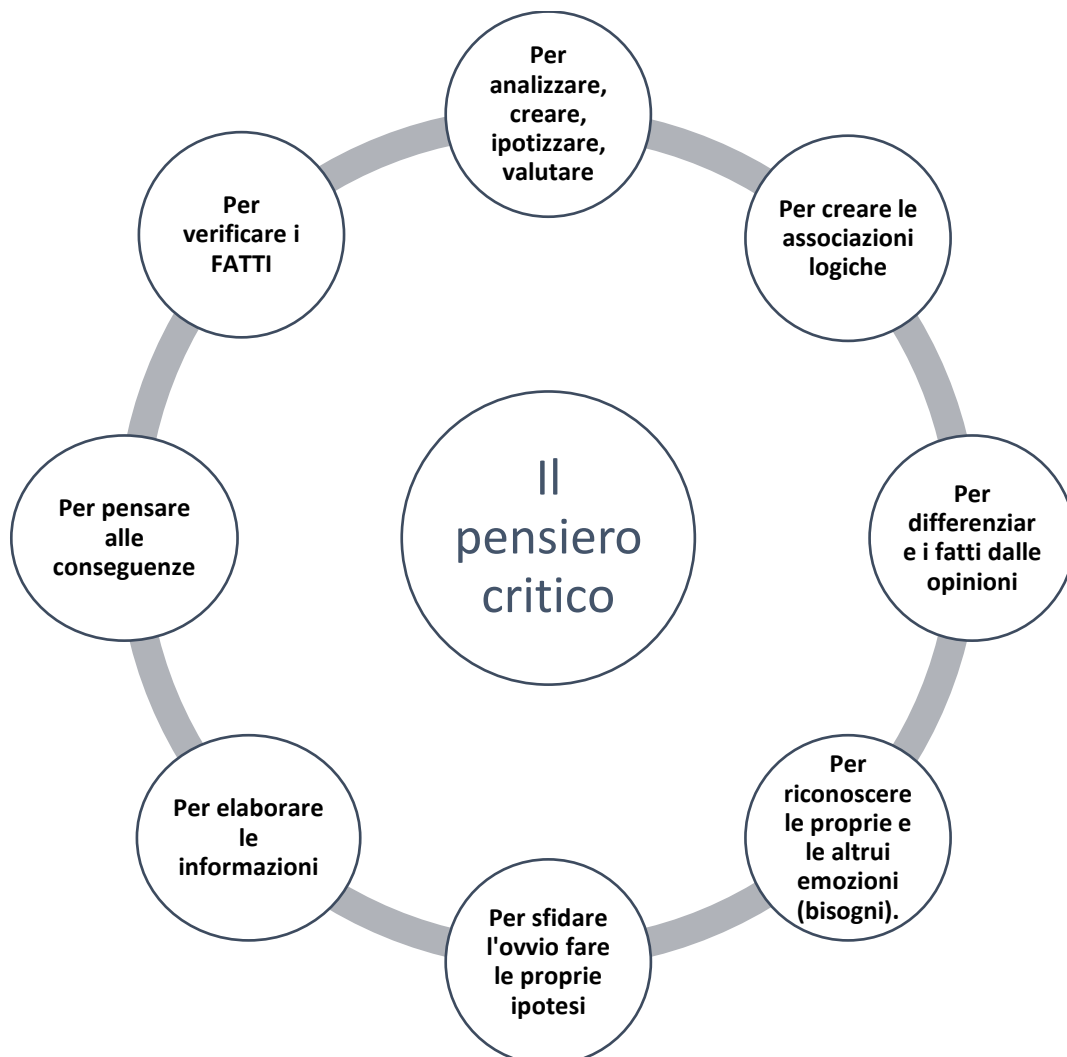 Per
analizzare,
creare,
ipotizzare,
valutare
Per creare le
associazioni
logiche
Per
differenziar
e i fatti dalle
opinioni
Per
riconoscere
le proprie e
le altrui
emozioni
(bisogni).
Per sfidare
l'ovvio fare
le proprie
ipotesi
Per elaborare
le
informazioni
Per pensare
alle
conseguenze
Per
verificare i
FATTI
Il
pensiero
critico